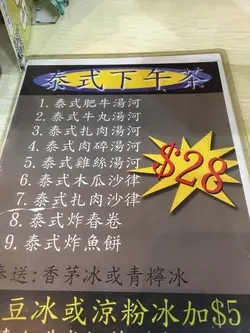 泰式下午茶
1. 泰式肥牛湯河
2. 泰式牛丸湯河
3. 泰式扎肉湯河
4. 泰式肉碎湯河
5. 泰式雞絲湯河
6. 泰式木瓜沙律
7. 泰式扎肉沙律
8. 泰式炸春卷
9. 泰式炸魚餅
$28
奉送:香茅冰或青檸冰
豆冰或涼粉冰加$5